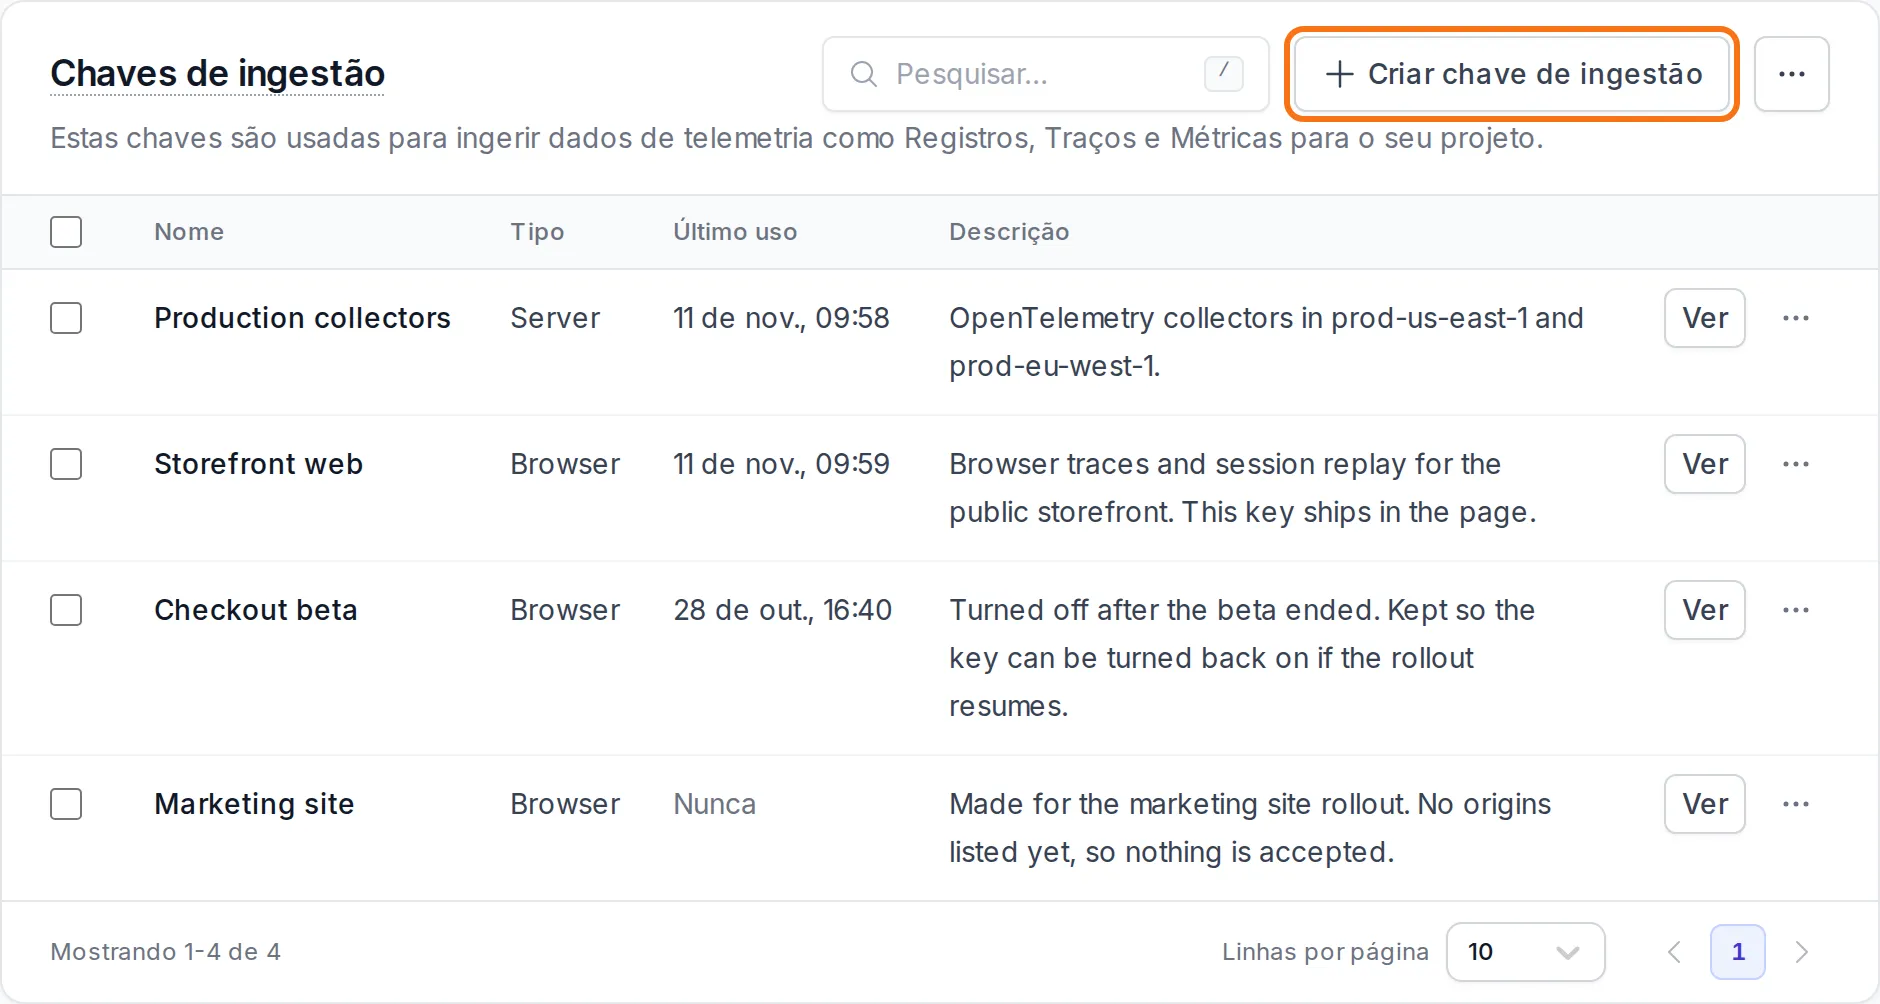 Chaves de ingestão
Pesquisar...
/
Criar chave de ingestão
Estas chaves são usadas para ingerir dados de telemetria como Registros, Traços e Métricas para o seu projeto.
Nome Tipo Último uso Descrição
Production collectors Server 11 de nov., 09:58 OpenTelemetry collectors in prod-us-east-1 and Ver
prod-eu-west-1.
Storefront web Browser 11 de nov., 09:59 Browser traces and session replay for the Ver
public storefront. This key ships in the page.
Checkout beta Browser 28 de out., 16:40 Turned off after the beta ended. Kept so the Ver
key can be turned back on if the rollout
resumes.
Marketing site Browser Nunca Made for the marketing site rollout. No origins Ver
listed yet, so nothing is accepted.
Mostrando 1-4 de 4 Linhas por página 10 1